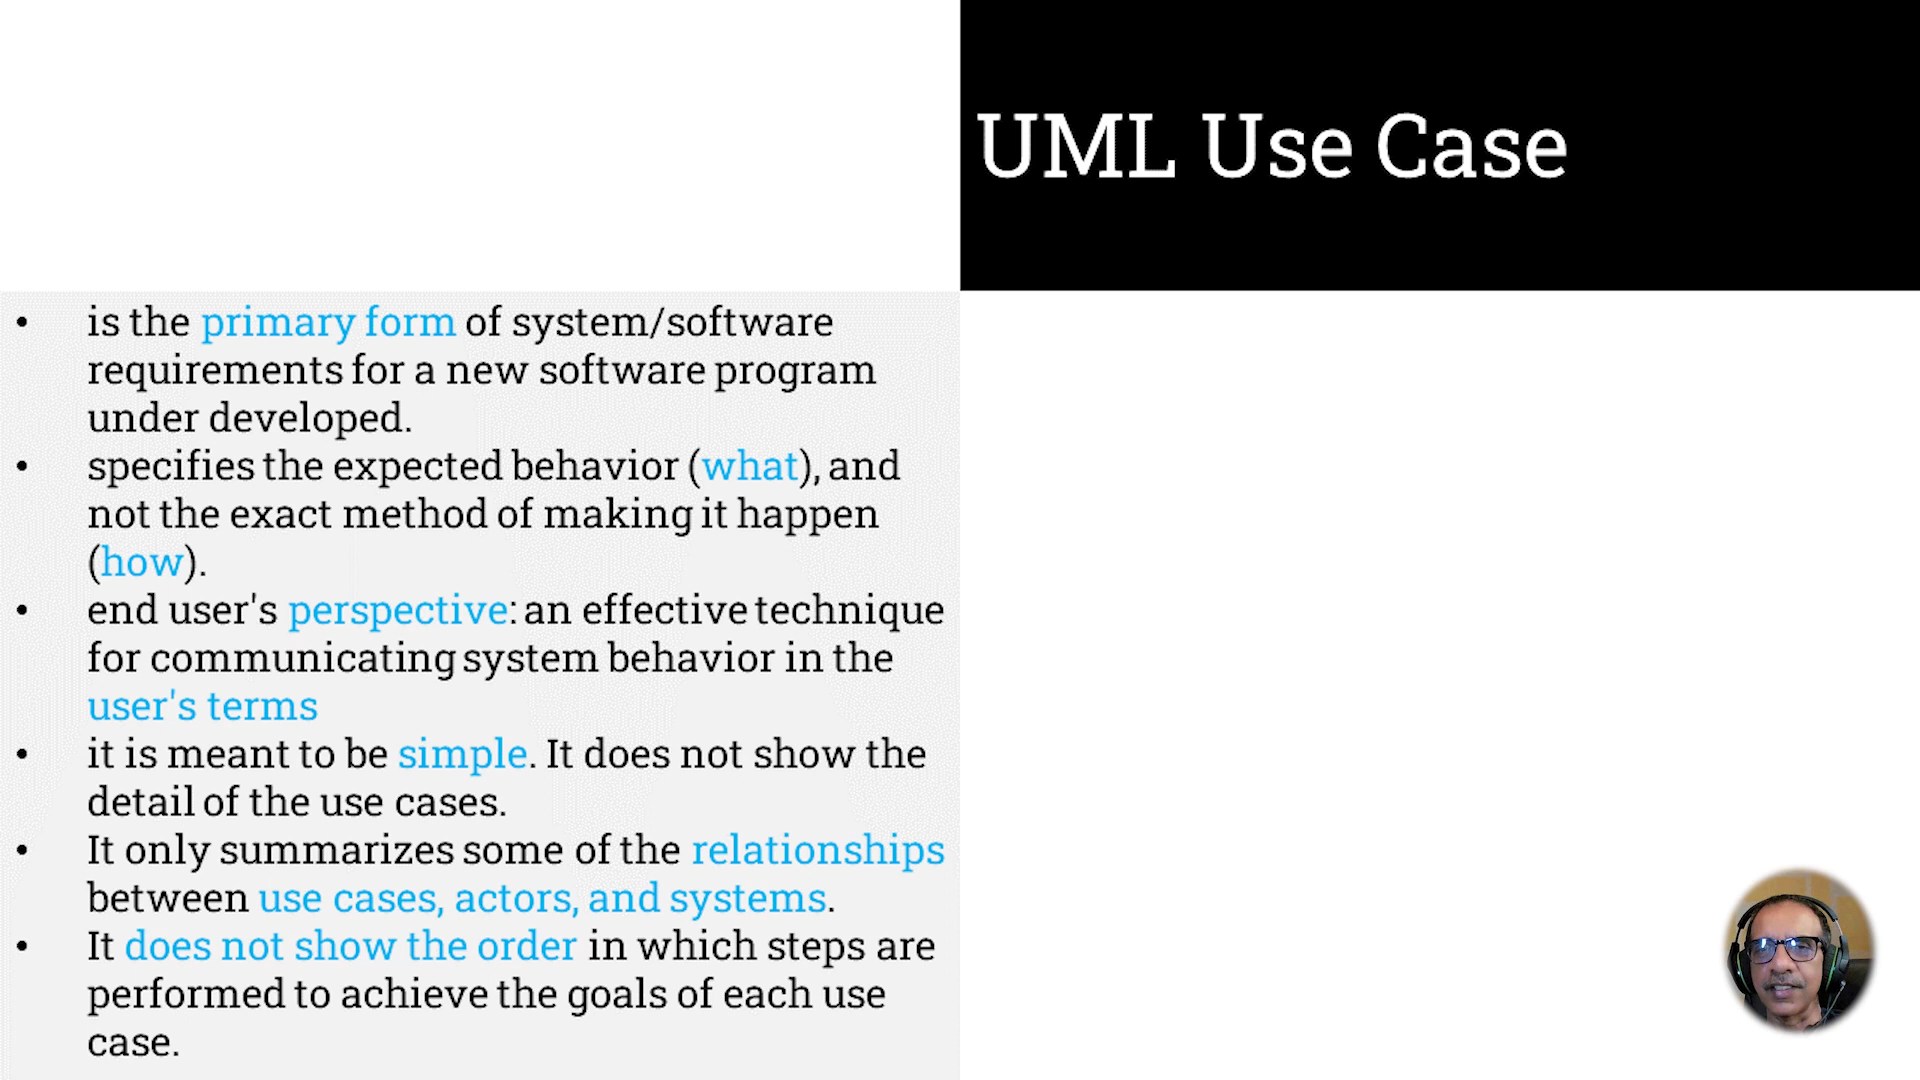 UML Use Case
• is the primary form of system/software
requirements for a new software program
under developed.
• specifies the expected behavior (what), and
not the exact method of making it happen
(how).
• end user's perspective: an effective technique
for communicating system behavior in the
user's terms
• it is meant to be simple. It does not show the
detail of the use cases.
• It only summarizes some of the relationships
between use cases, actors, and systems.
• It does not show the order in which steps are
performed to achieve the goals of each use
case.